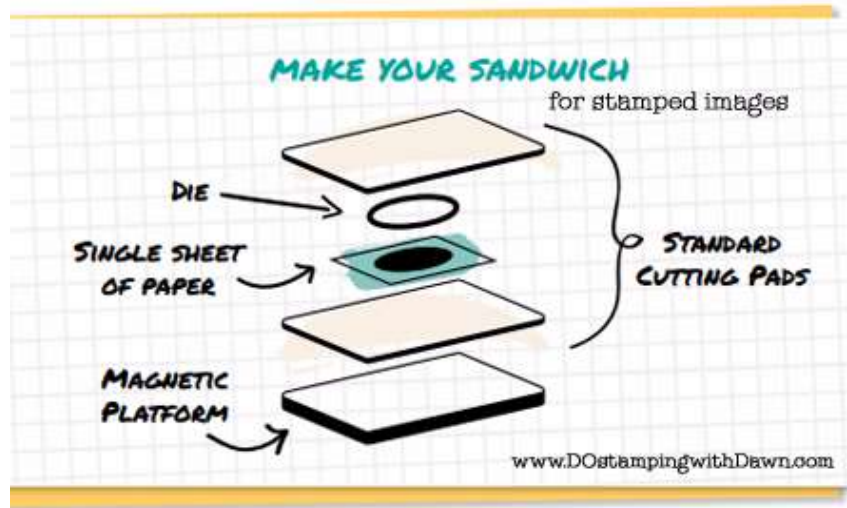 MAKE YOUR SANDWICH
for stamped images
DIE
SINGLE SHEET
OF PAPER
STANDARD
CUTTING PADS
MAGNETIC
PLATFORM
www.DOstampingwithDawn.com